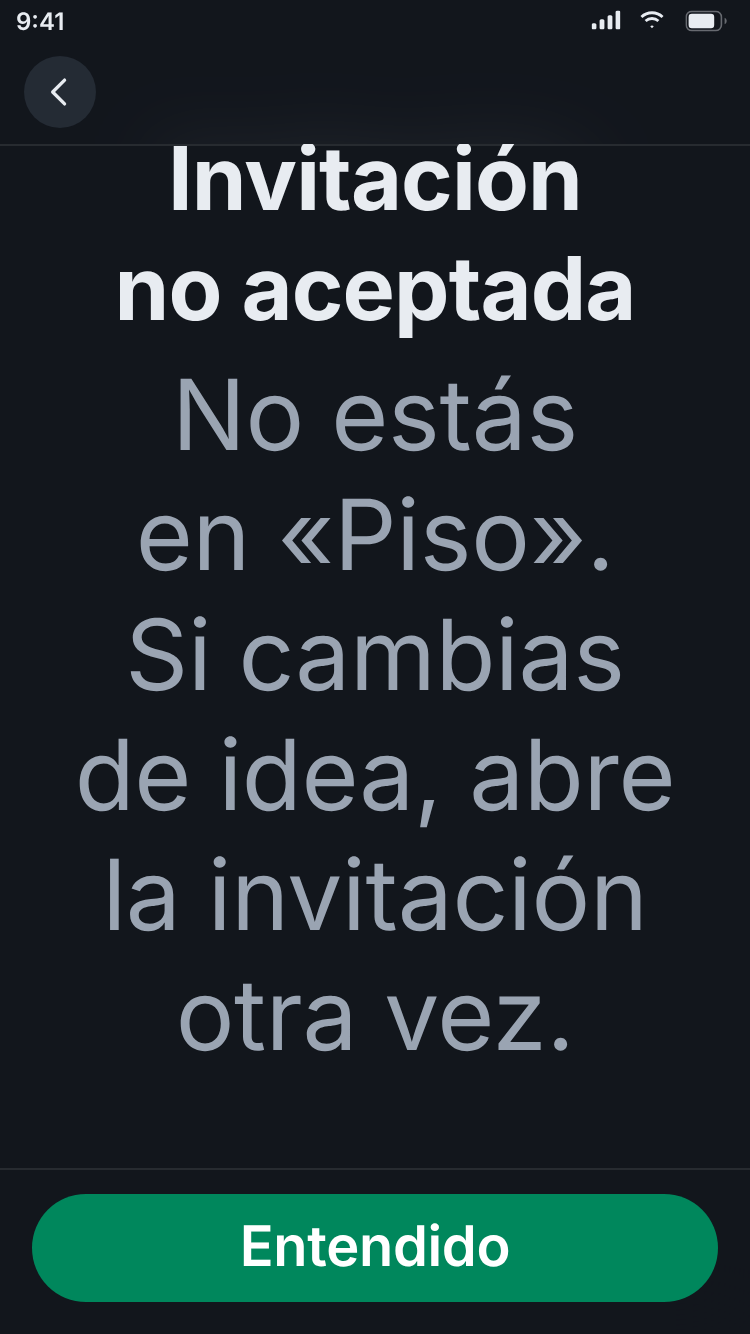 9:41
Invitación
no aceptada
No estás
en «Piso».
Si cambias
de idea, abre
la invitación
otra vez.
Entendido